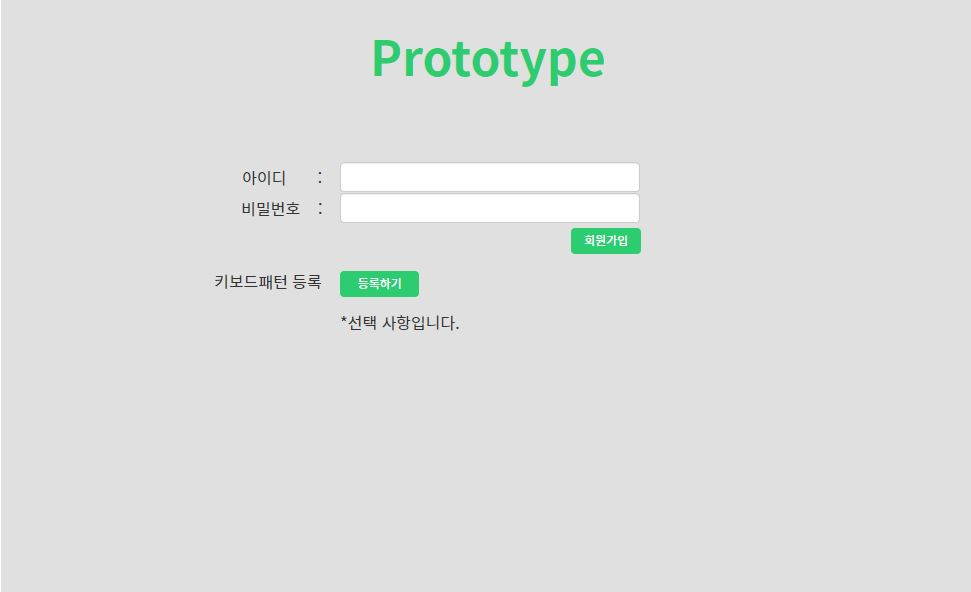 Prototype
아이디 :
비밀번호 :
회원가입
키보드패턴 등록 등록하기
*선택 사항입니다.